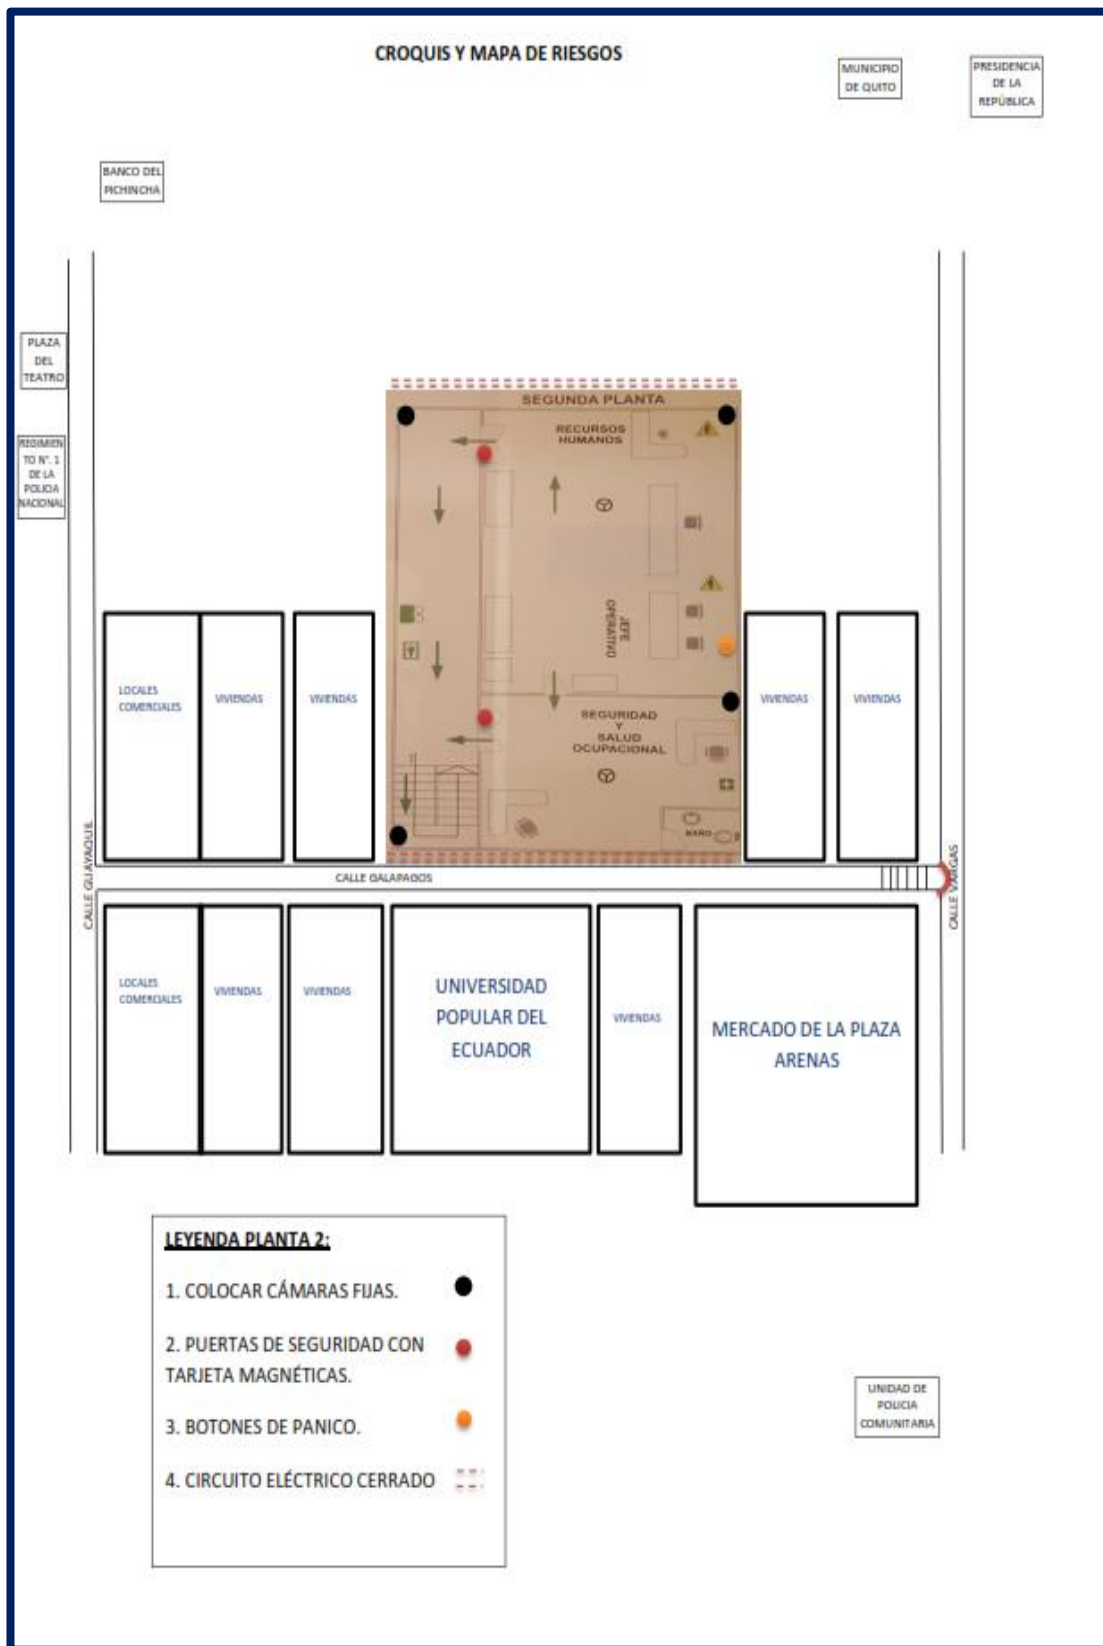 CROQUIS Y MAPA DE RIESGOS
MUNICIPIO
DE QUITO
PRESIDENCIA
DE LA
REPÚBLICA
BANCO DEL
PICHINCHA
PLAZA
DEL
TEATRO
REGIMIEN
TO N°. 1
DE LA
POLICIA
NACIONAL
SEGUNDA PLANTA
RECURSOS
HUMANOS
JEFE
OPERATIVO
SEGURIDAD
Y
SALUD
OCUPACIONAL
BAÑO
LOCALES
COMERCIALES
VIVIENDAS
VIVIENDAS
VIVIENDAS
VIVIENDAS
CALLE GUAYAQUIL
CALLE GALAPAGOS
CALLE VARGAS
LOCALES
COMERCIALES
VIVIENDAS
VIVIENDAS
UNIVERSIDAD
POPULAR DEL
ECUADOR
VIVIENDAS
MERCADO DE LA PLAZA
ARENAS
LEYENDA PLANTA 2:
1. COLOCAR CÁMARAS FIJAS.
2. PUERTAS DE SEGURIDAD CON
TARJETA MAGNÉTICAS.
3. BOTONES DE PANICO.
4. CIRCUITO ELÉCTRICO CERRADO
UNIDAD DE
POLICIA
COMUNITARIA